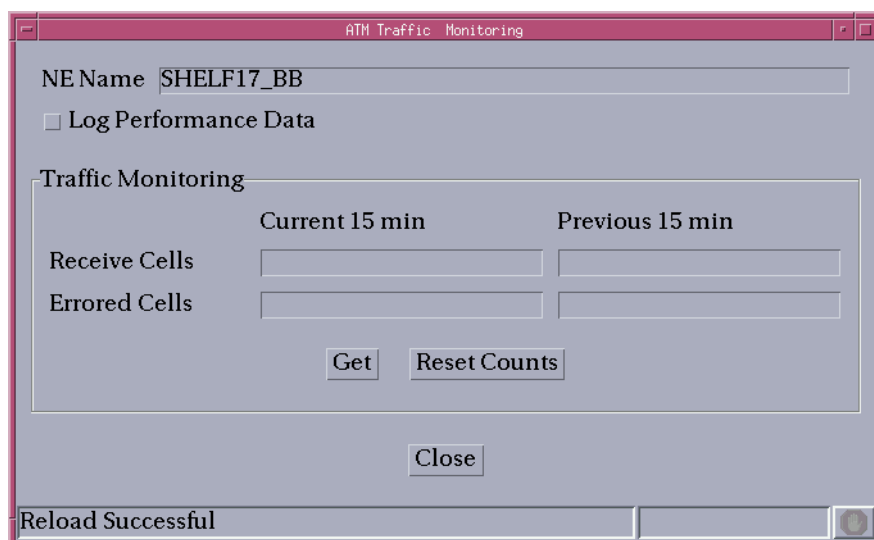 ATM Traffic Monitoring
NE Name SHELF17_BB
Log Performance Data
Traffic Monitoring
Current 15 min Previous 15 min
Receive Cells
Errored Cells
Get Reset Counts
Close
Reload Successful